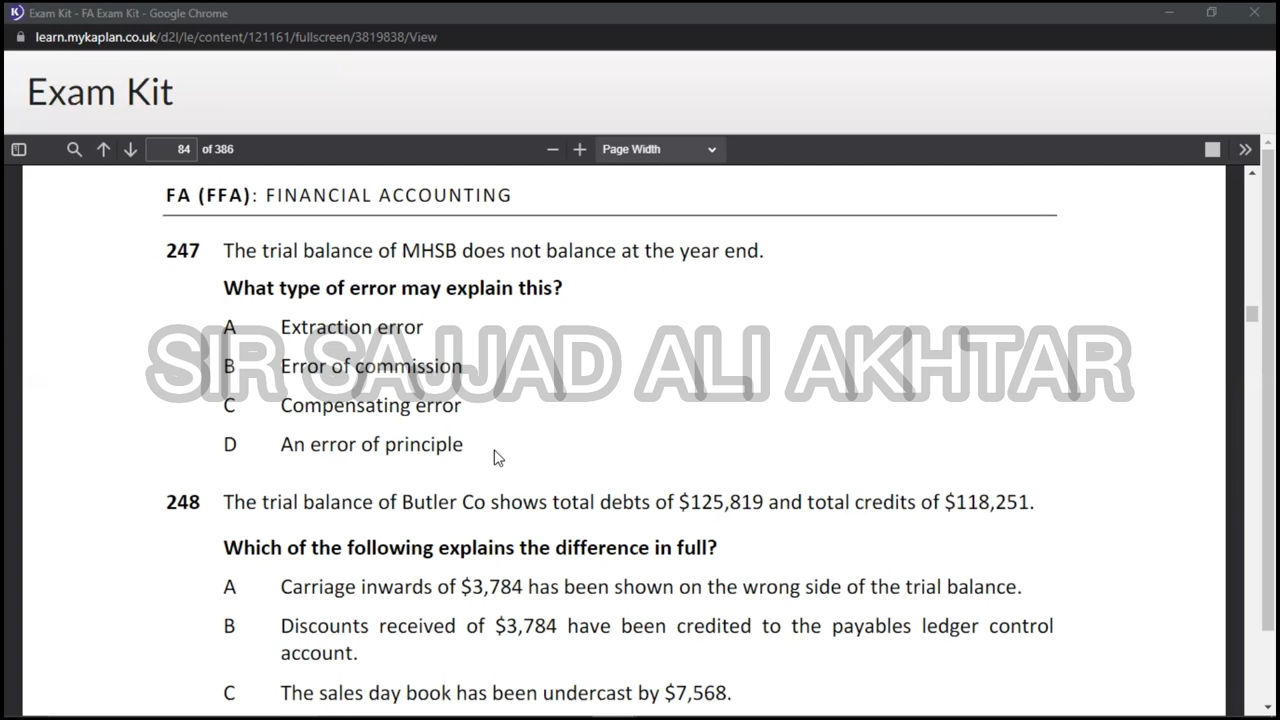 Exam Kit - FA Exam Kit - Google Chrome
learn.mykaplan.co.uk/d2l/le/content/121161/fullscreen/3819838/View
Exam Kit
84 of 386
Page Width
FA (FFA): FINANCIAL ACCOUNTING
247 The trial balance of MHSB does not balance at the year end.
What type of error may explain this?
A Extraction error
SIR SAJJAD ALI AKHTAR
B Error of commission
C Compensating error
D An error of principle
248 The trial balance of Butler Co shows total debts of $125,819 and total credits of $118,251.
Which of the following explains the difference in full?
A Carriage inwards of $3,784 has been shown on the wrong side of the trial balance.
B Discounts received of $3,784 have been credited to the payables ledger control
account.
C The sales day book has been undercast by $7,568.